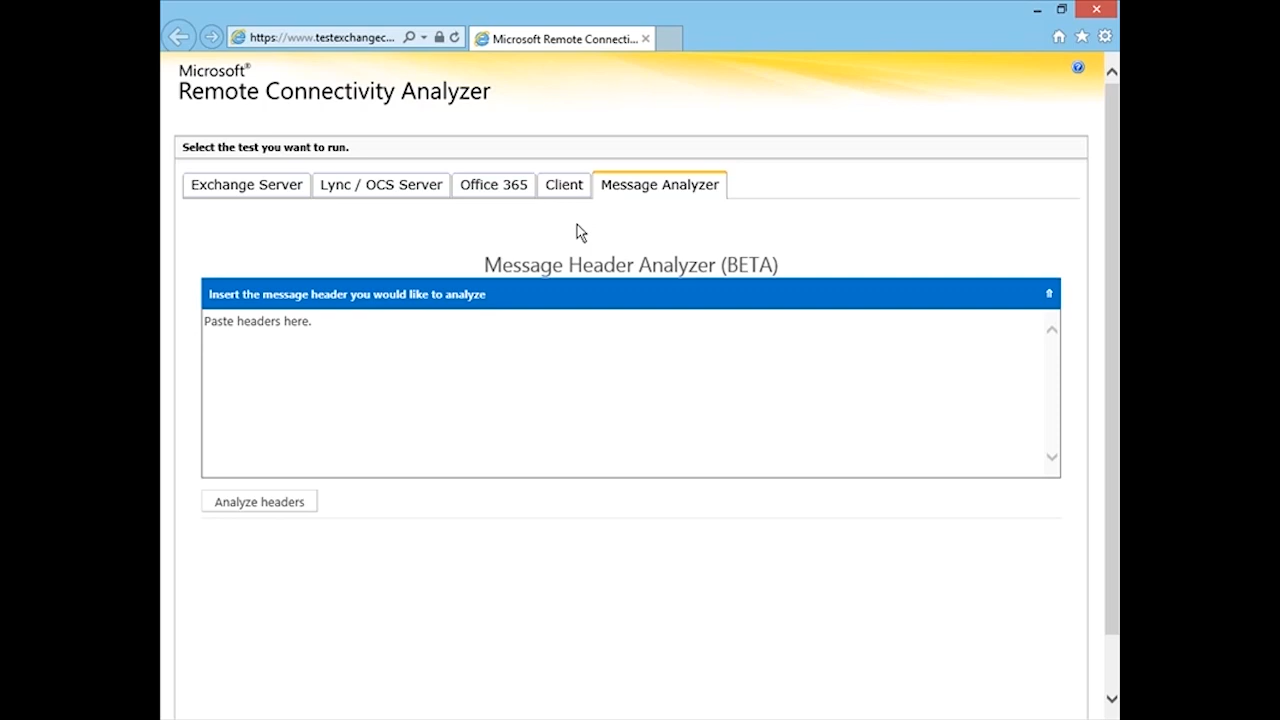 https://www.testexchangec...
Microsoft Remote Connecti...
Microsoft®
Remote Connectivity Analyzer
Select the test you want to run.
Exchange Server
Lync / OCS Server
Office 365
Client
Message Analyzer
Message Header Analyzer (BETA)
Insert the message header you would like to analyze
Paste headers here.
Analyze headers